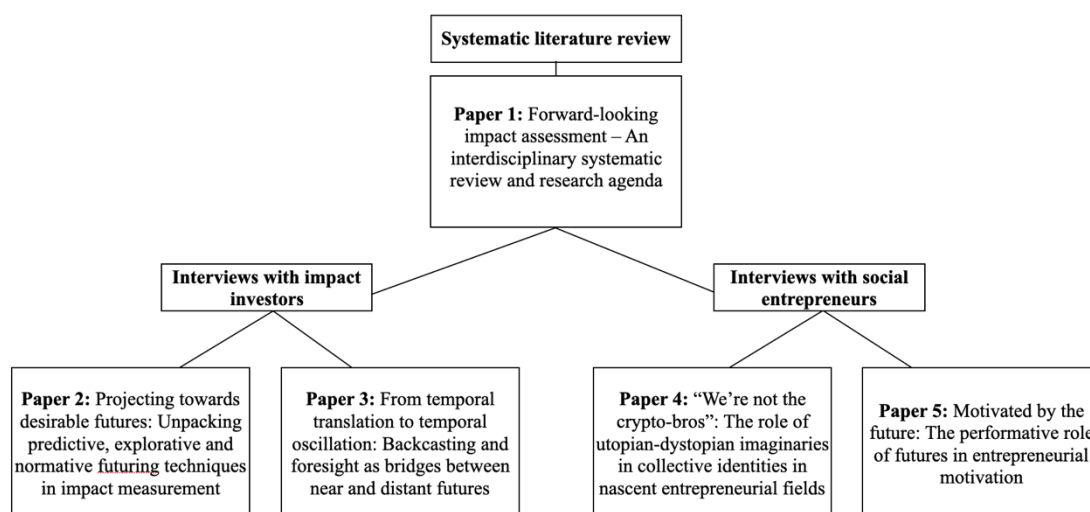 Systematic literature review
Paper 1: Forward-looking
impact assessment – An
interdisciplinary systematic
review and research agenda
Interviews with impact
investors
Interviews with social
entrepreneurs
Paper 2: Projecting towards
desirable futures: Unpacking
predictive, explorative and
normative futuring techniques
in impact measurement
Paper 3: From temporal
translation to temporal
oscillation: Backcasting and
foresight as bridges between
near and distant futures
Paper 4: “We’re not the
crypto-bros”: The role of
utopian-dystopian imaginaries
in collective identities in
nascent entrepreneurial fields
Paper 5: Motivated by the
future: The performative role
of futures in entrepreneurial
motivation